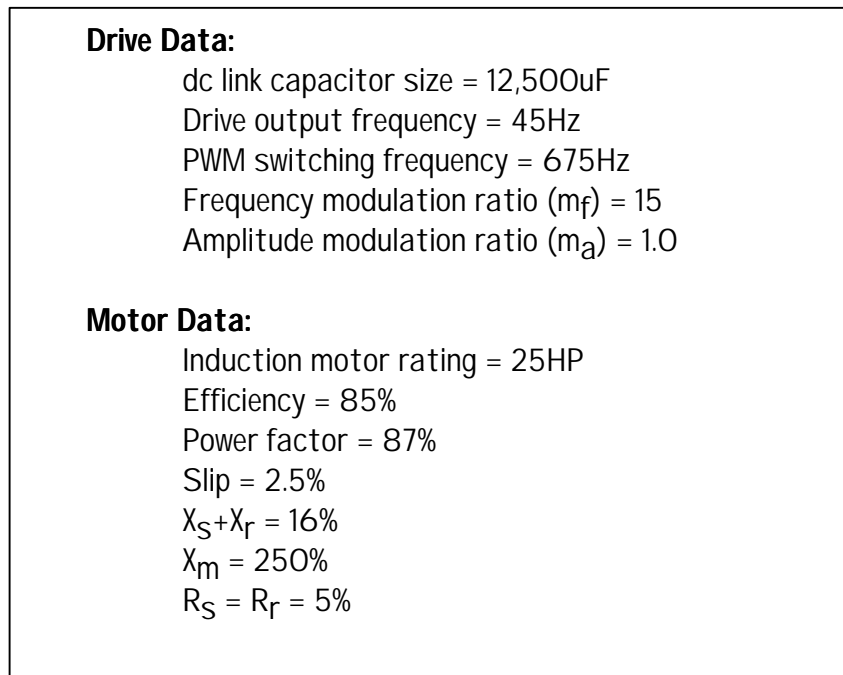 Drive Data:
dc link capacitor size = 12,500uF
Drive output frequency = 45Hz
PWM switching frequency = 675Hz
Frequency modulation ratio (mf) = 15
Amplitude modulation ratio (ma) = 1.0
Motor Data:
Induction motor rating = 25HP
Efficiency = 85%
Power factor = 87%
Slip = 2.5%
Xs+Xr = 16%
Xm = 250%
Rs = Rr = 5%